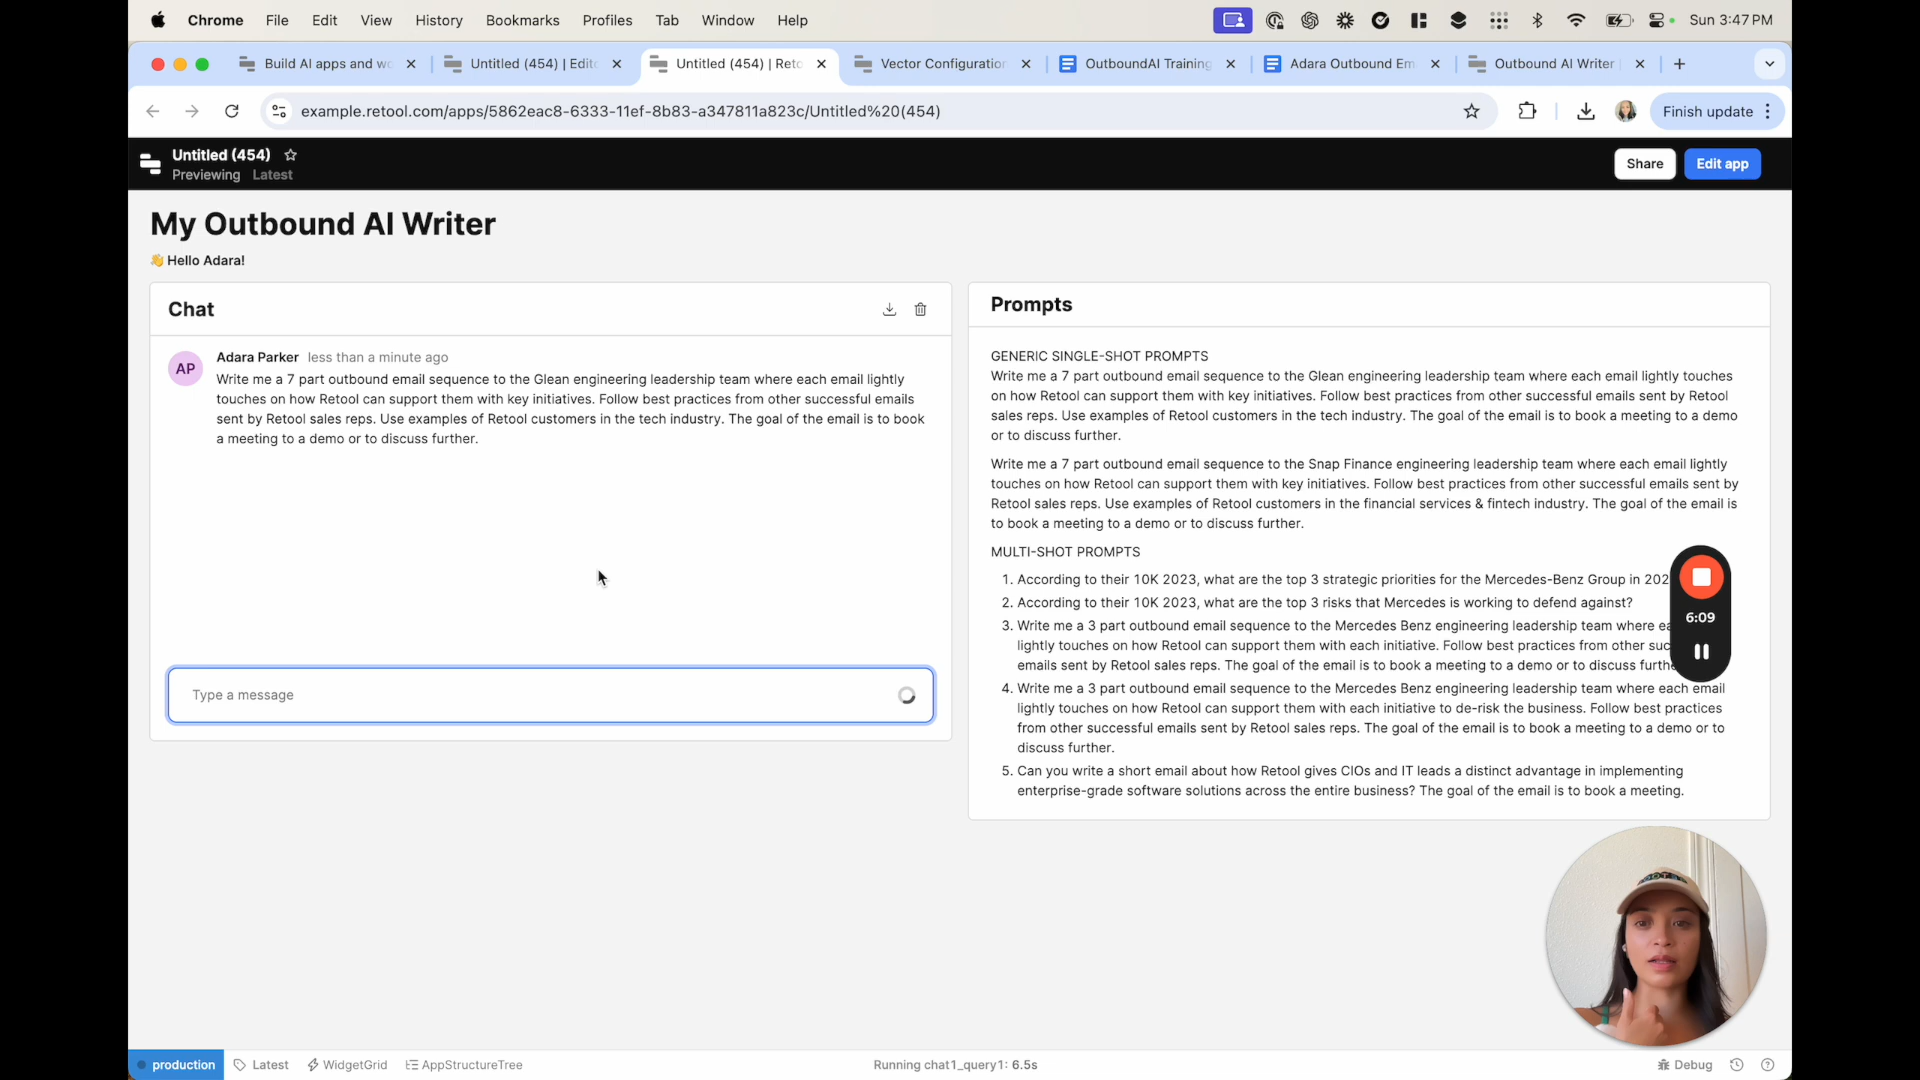 Chrome File Edit View History Bookmarks Profiles Tab Window Help Sun 3:47 PM
Build AI apps and wo Untitled (454) | Edit Untitled (454) | Reto Vector Configuration OutboundAI Training Adara Outbound Em Outbound AI Writer
example.retool.com/apps/5862eac8-6333-11ef-8b83-a347811a823c/Untitled%20(454) Finish update
Untitled (454)
Previewing Latest
Share Edit app
My Outbound AI Writer
👋 Hello Adara!
Chat
AP
Adara Parker less than a minute ago
Write me a 7 part outbound email sequence to the Glean engineering leadership team where each email lightly
touches on how Retool can support them with key initiatives. Follow best practices from other successful emails
sent by Retool sales reps. Use examples of Retool customers in the tech industry. The goal of the email is to book
a meeting to a demo or to discuss further.
Type a message
Prompts
GENERIC SINGLE-SHOT PROMPTS
Write me a 7 part outbound email sequence to the Glean engineering leadership team where each email lightly touches
on how Retool can support them with key initiatives. Follow best practices from other successful emails sent by Retool
sales reps. Use examples of Retool customers in the tech industry. The goal of the email is to book a meeting to a demo
or to discuss further.
Write me a 7 part outbound email sequence to the Snap Finance engineering leadership team where each email lightly
touches on how Retool can support them with key initiatives. Follow best practices from other successful emails sent by
Retool sales reps. Use examples of Retool customers in the financial services & fintech industry. The goal of the email is
to book a meeting to a demo or to discuss further.
MULTI-SHOT PROMPTS
1. According to their 10K 2023, what are the top 3 strategic priorities for the Mercedes-Benz Group in 202
2. According to their 10K 2023, what are the top 3 risks that Mercedes is working to defend against?
3. Write me a 3 part outbound email sequence to the Mercedes Benz engineering leadership team where ea
lightly touches on how Retool can support them with each initiative. Follow best practices from other suc
emails sent by Retool sales reps. The goal of the email is to book a meeting to a demo or to discuss furthe
4. Write me a 3 part outbound email sequence to the Mercedes Benz engineering leadership team where each email
lightly touches on how Retool can support them with each initiative to de-risk the business. Follow best practices
from other successful emails sent by Retool sales reps. The goal of the email is to book a meeting to a demo or to
discuss further.
5. Can you write a short email about how Retool gives CIOs and IT leads a distinct advantage in implementing
enterprise-grade software solutions across the entire business? The goal of the email is to book a meeting.
6:09
production Latest WidgetGrid AppStructureTree Running chat1_query1: 6.5s Debug